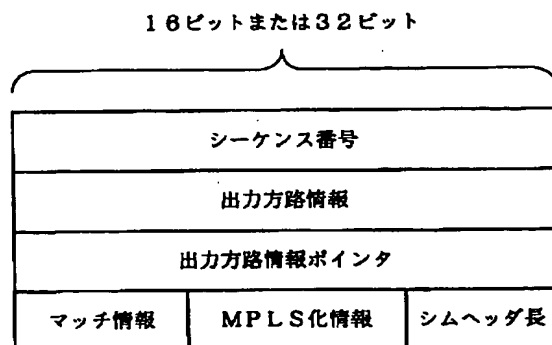 １６ビットまたは３２ビット
シーケンス番号
出力方路情報
出力方路情報ポインタ
マッチ情報 ＭＰＬＳ化情報 シムヘッダ長